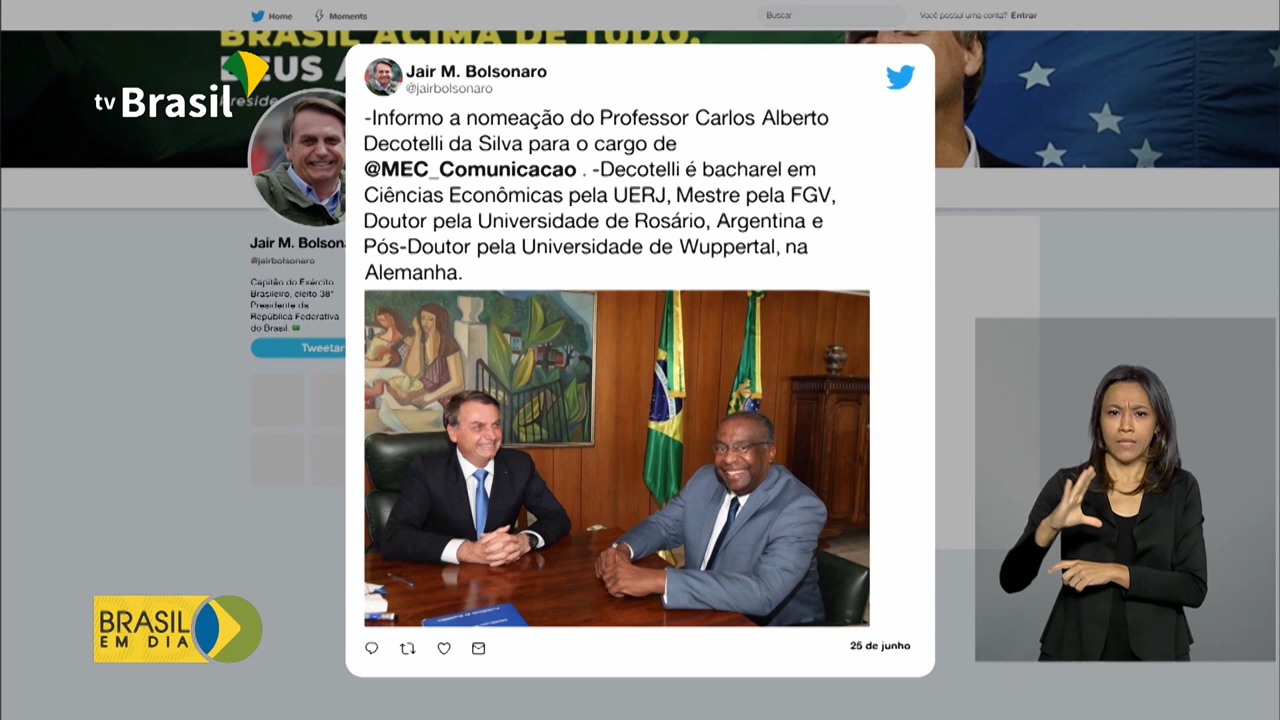 Home
Moments
Buscar
Você possui uma conta? Entrar
BRASIL ACIMA DE TUDO,
DEUS A
Preside
tv Brasil
Jair M. Bolsonaro
@jairbolsonaro
-Informo a nomeação do Professor Carlos Alberto
Decotelli da Silva para o cargo de
@MEC_Comunicacao . -Decotelli é bacharel em
Ciências Econômicas pela UERJ, Mestre pela FGV,
Doutor pela Universidade de Rosário, Argentina e
Pós-Doutor pela Universidade de Wuppertal, na
Alemanha.
Jair M. Bolson
@jairbolsonaro
Capitão do Exército
Brasileiro, eleito 38°
Presidente da
República Federativa
do Brasil.
Tweetar
25 de junho
BRASIL
EM DIA